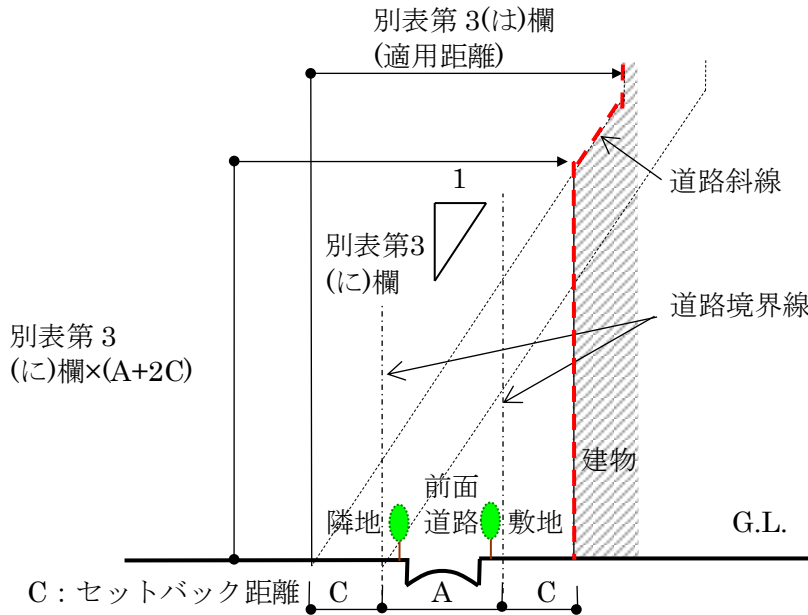 別表第 3(は)欄
(適用距離)
1
道路斜線
別表第3
(に)欄
道路境界線
別表第 3
(に)欄×(A+2C)
建物
前面
隣地
道路
敷地
G.L.
C：セットバック距離
C
A
C